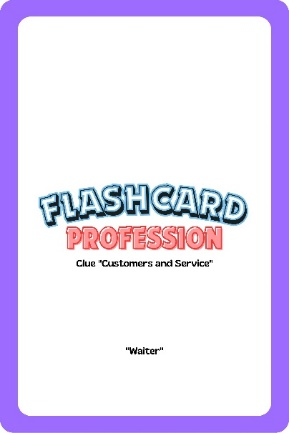 FLASHCARD
PROFESSION
Clue "Customers and Service"
"Waiter"